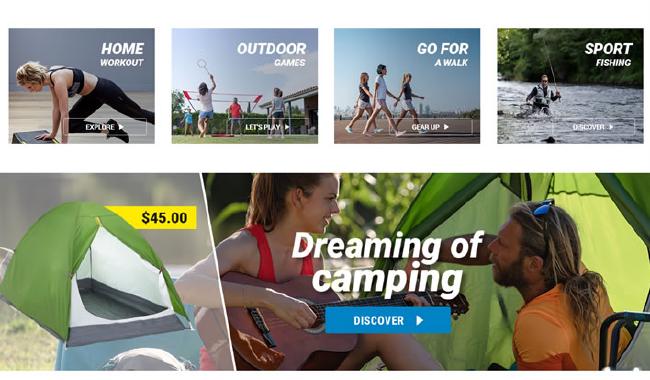 HOME
WORKOUT
EXPLORE
OUTDOOR
GAMES
LET'S PLAY
GO FOR
A WALK
GEAR UP
SPORT
FISHING
DISCOVER
$45.00
Dreaming of
camping
DISCOVER